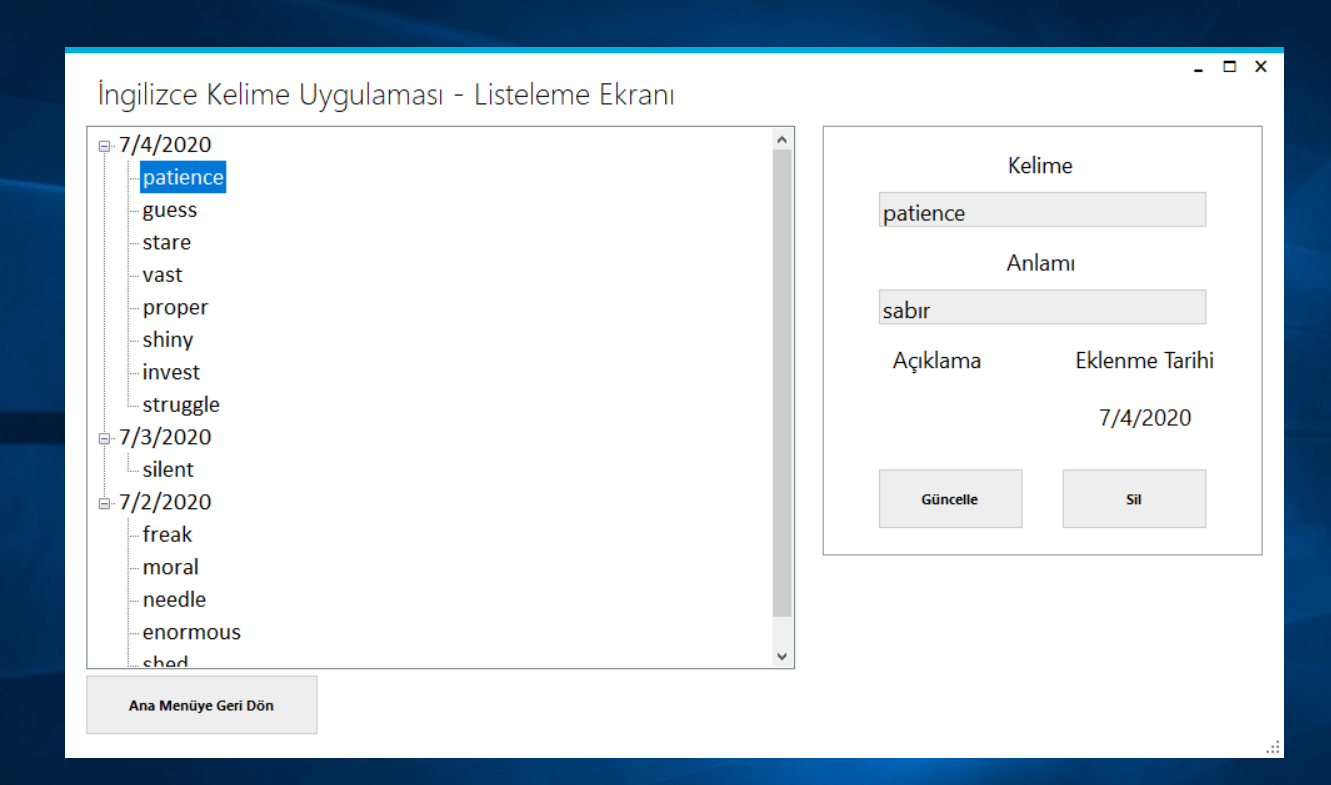 İngilizce Kelime Uygulaması - Listeleme Ekranı
7/4/2020
patience
guess
stare
vast
proper
shiny
invest
struggle
7/3/2020
silent
7/2/2020
freak
moral
needle
enormous
shed
Ana Menüye Geri Dön
Kelime
patience
Anlamı
sabır
Açıklama Eklenme Tarihi
7/4/2020
Güncelle Sil